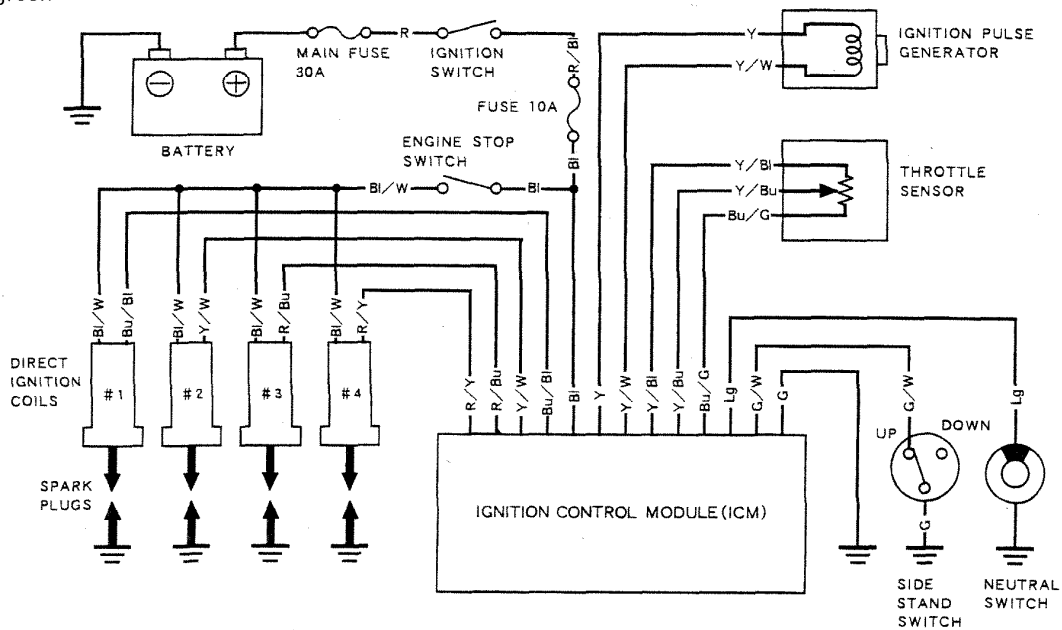 MAIN FUSE
30A
R
IGNITION
SWITCH
R/Bl
FUSE 10A
Bl
BATTERY
ENGINE STOP
SWITCH
Bl/W
Bl
Y
Y/W
IGNITION PULSE
GENERATOR
Y/Bl
Y/Bu
Bu/G
THROTTLE
SENSOR
Bl/W
Bu/Bl
Bl/W
Y/W
Bl/W
R/Bu
Bl/W
R/Y
DIRECT
IGNITION
COILS
#1
#2
#3
#4
R/Y
R/Bu
Y/W
Bu/Bl
Bl
Y
Y/W
Y/Bl
Y/Bu
Bu/G
Lg
G/W
G
G/W
Lg
UP
DOWN
SPARK
PLUGS
IGNITION CONTROL MODULE(ICM)
G
SIDE
STAND
SWITCH
NEUTRAL
SWITCH